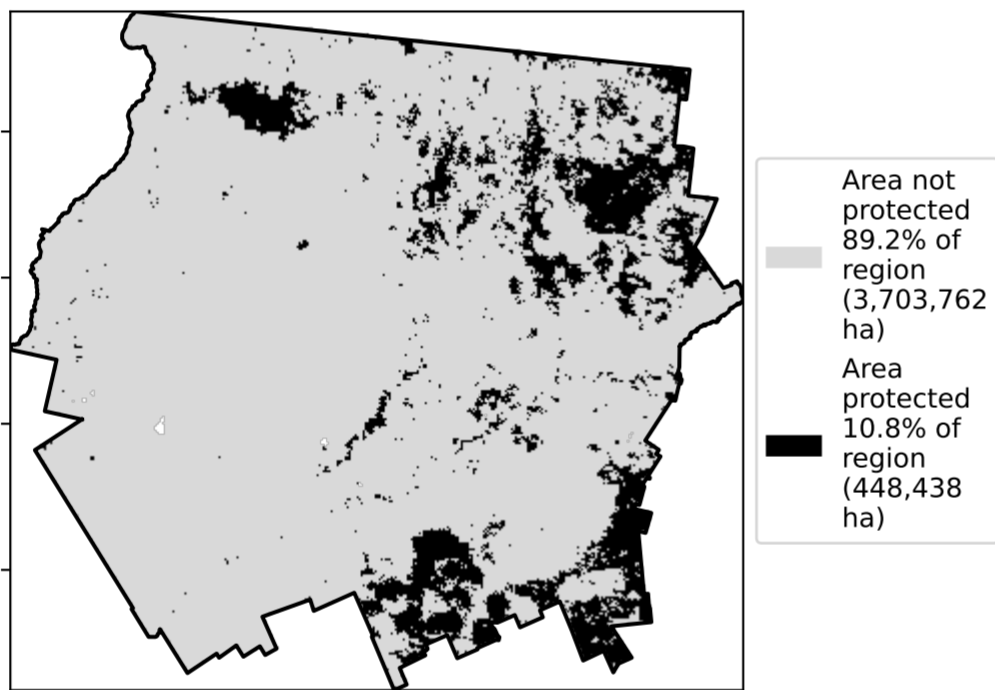 Area not
protected
89.2% of
region
(3,703,762
ha)
Area
protected
10.8% of
region
(448,438
ha)